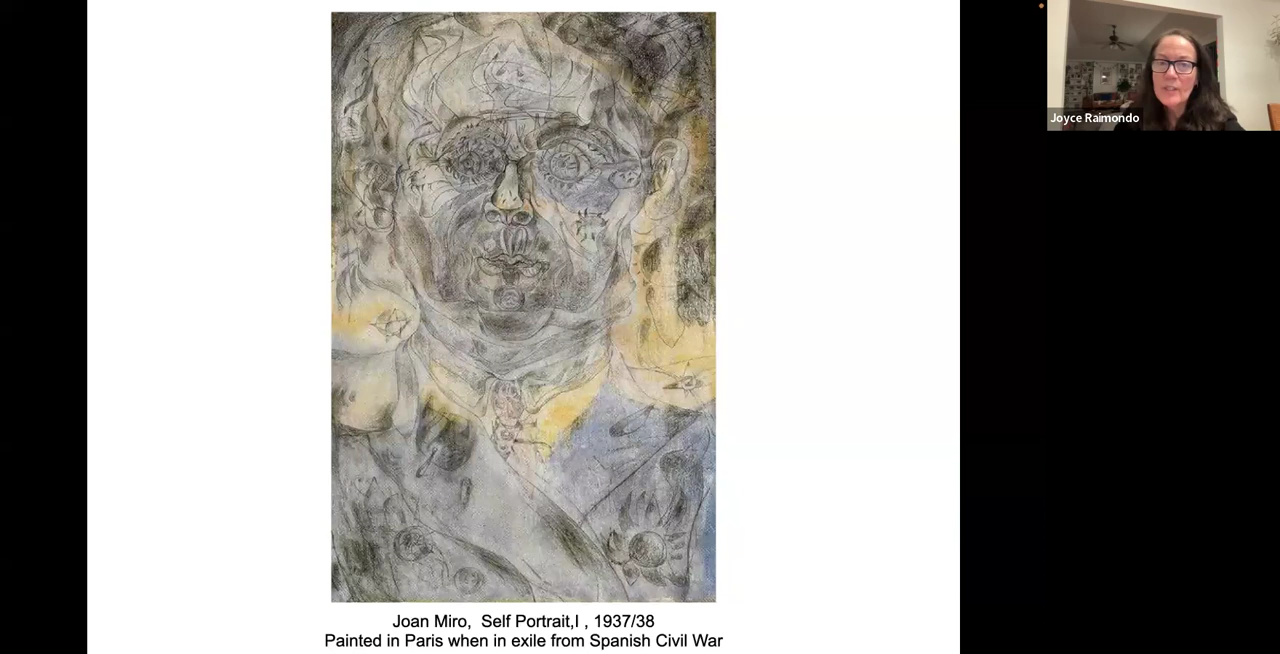 Joyce Raimondo
Joan Miro,  Self Portrait,I , 1937/38
Painted in Paris when in exile from Spanish Civil War